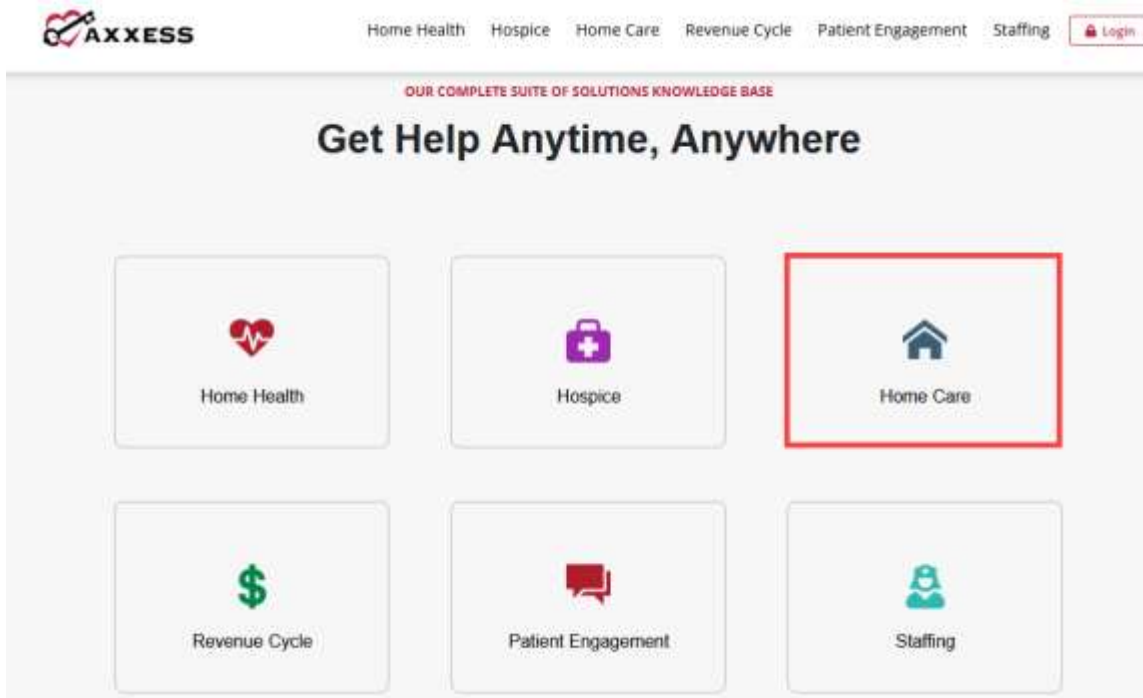 AXXESS
Home Health Hospice Home Care Revenue Cycle Patient Engagement Staffing Login
OUR COMPLETE SUITE OF SOLUTIONS KNOWLEDGE BASE
Get Help Anytime, Anywhere
Home Health Hospice Home Care
Revenue Cycle Patient Engagement Staffing